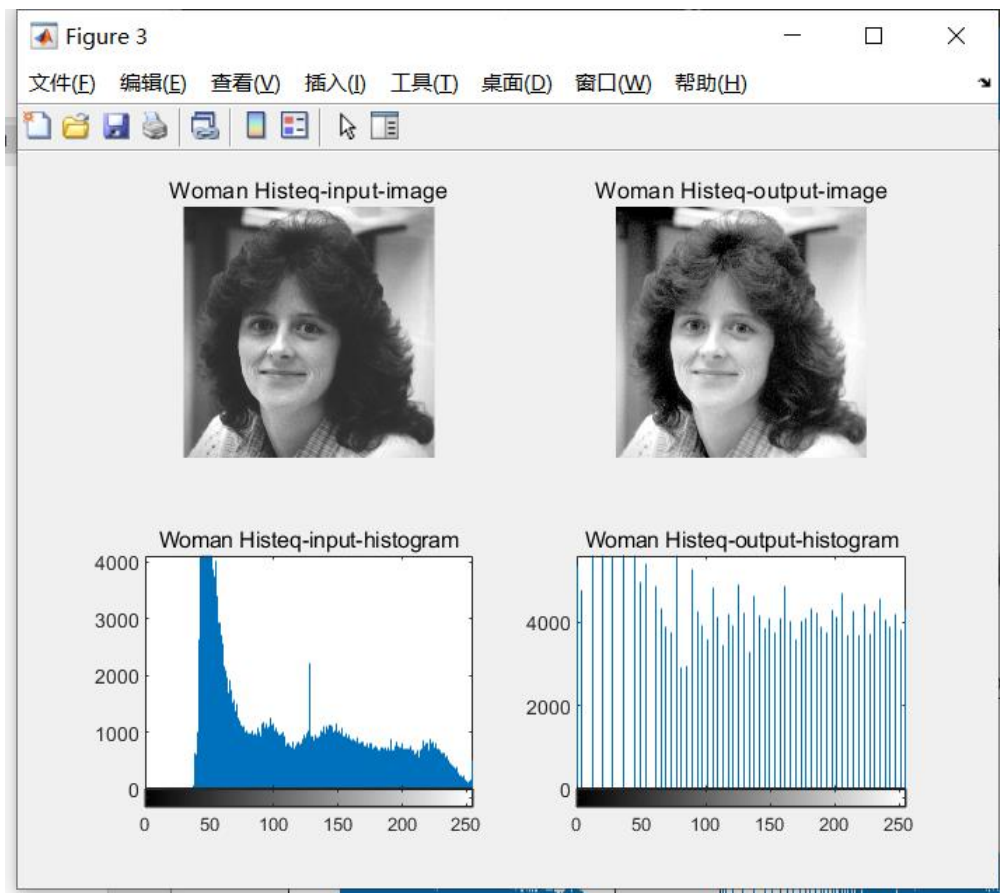 Figure 3
文件(F) 编辑(E) 查看(V) 插入(I) 工具(T) 桌面(D) 窗口(W) 帮助(H)
Woman Histeq-input-image
Woman Histeq-output-image
Woman Histeq-input-histogram
4000
3000
2000
1000
0
0 50 100 150 200 250
Woman Histeq-output-histogram
4000
2000
0
0 50 100 150 200 250